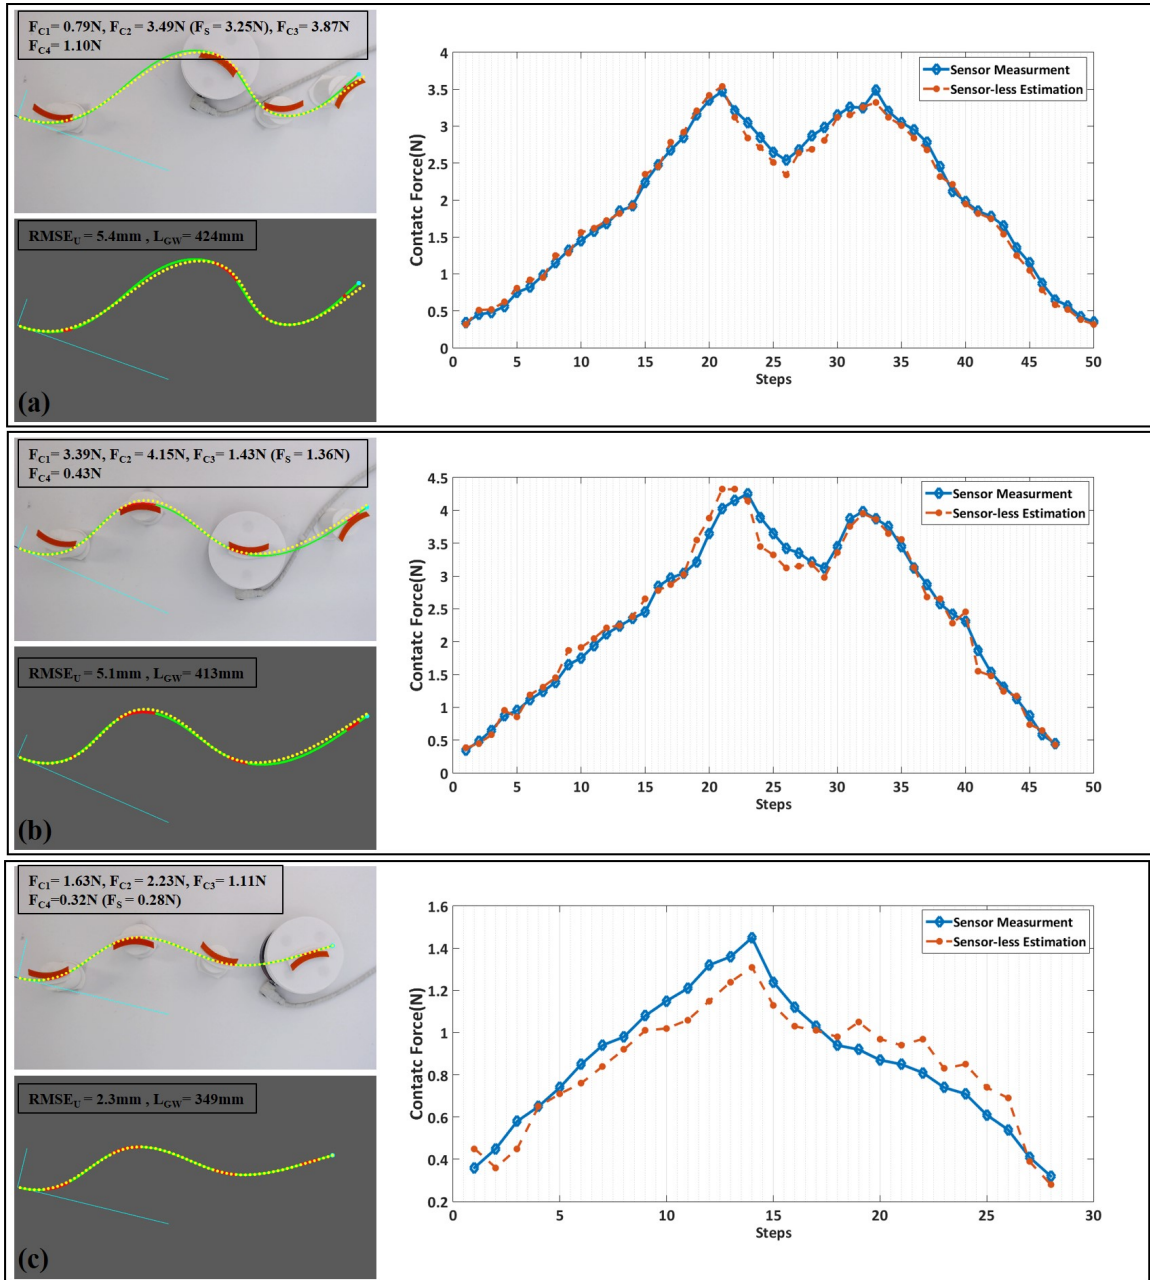 F_C1= 0.79N, F_C2 = 3.49N (F_S = 3.25N), F_C3 = 3.87N
F_C4= 1.10N
RMSE_U = 5.4mm , L_GW= 424mm
(a)
4
3.5
3
2.5
2
1.5
1
0.5
0
Contatc Force(N)
Sensor Measurment
Sensor-less Estimation
0 5 10 15 20 25 30 35 40 45 50
Steps
F_C1= 3.39N, F_C2 = 4.15N, F_C3= 1.43N (F_S = 1.36N)
F_C4= 0.43N
RMSE_U = 5.1mm , L_GW= 413mm
(b)
4.5
4
3.5
3
2.5
2
1.5
1
0.5
0
Contatc Force(N)
Sensor Measurment
Sensor-less Estimation
0 5 10 15 20 25 30 35 40 45 50
Steps
F_C1= 1.63N, F_C2 = 2.23N, F_C3= 1.11N
F_C4=0.32N (F_S = 0.28N)
RMSE_U = 2.3mm , L_GW= 349mm
(c)
1.6
1.4
1.2
1
0.8
0.6
0.4
0.2
Contatc Force(N)
Sensor Measurment
Sensor-less Estimation
0 5 10 15 20 25 30
Steps